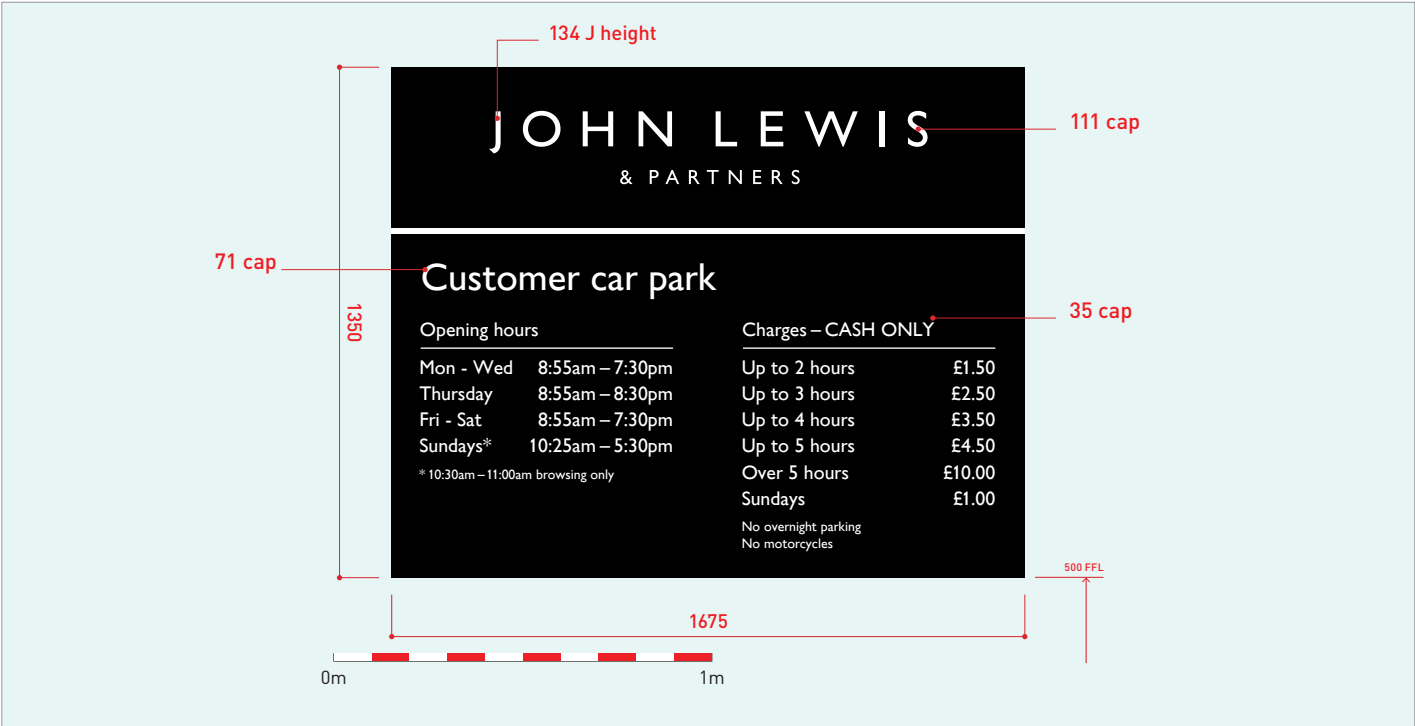 134 J height
JOHN LEWIS
111 cap
& PARTNERS
71 cap
Customer car park
1350
35 cap
Opening hours
Mon - Wed 8:55am – 7:30pm
Thursday 8:55am – 8:30pm
Fri - Sat 8:55am – 7:30pm
Sundays* 10:25am – 5:30pm
* 10:30am – 11:00am browsing only
Charges – CASH ONLY
Up to 2 hours £1.50
Up to 3 hours £2.50
Up to 4 hours £3.50
Up to 5 hours £4.50
Over 5 hours £10.00
Sundays £1.00
No overnight parking
No motorcycles
500 FFL
1675
0m 1m